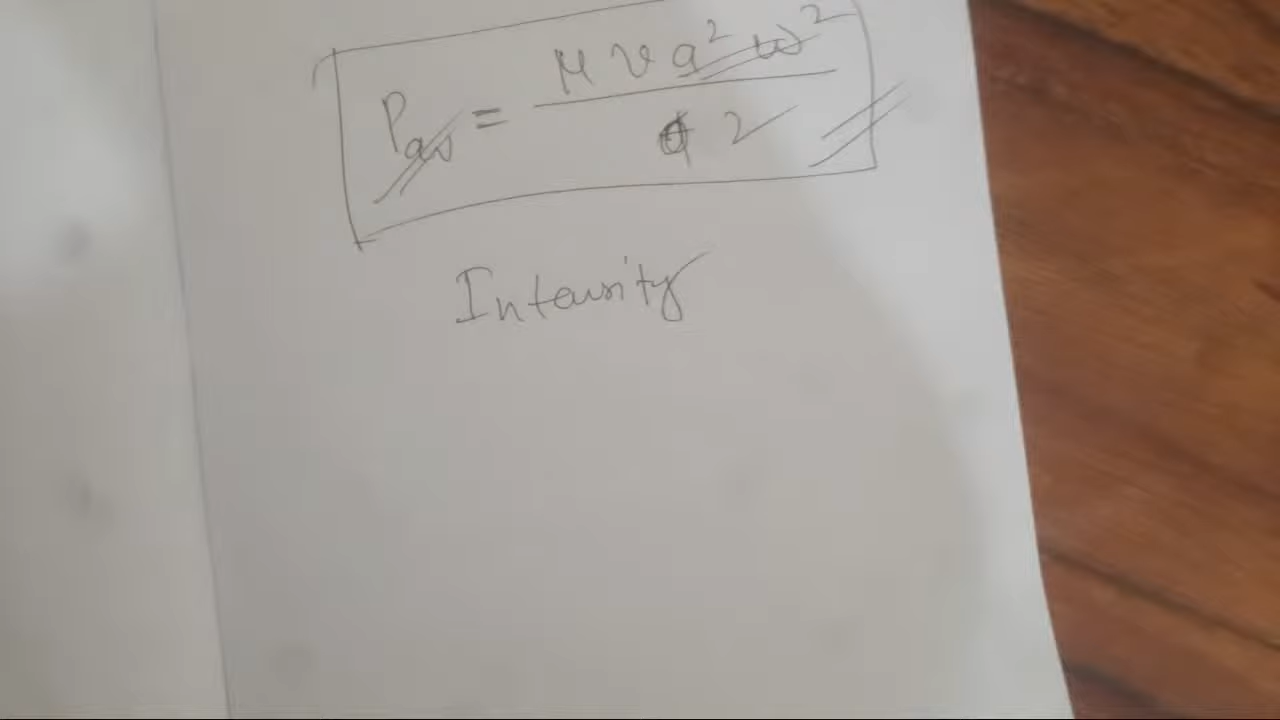 P_av = μ v a² ω² / 2
Intensity